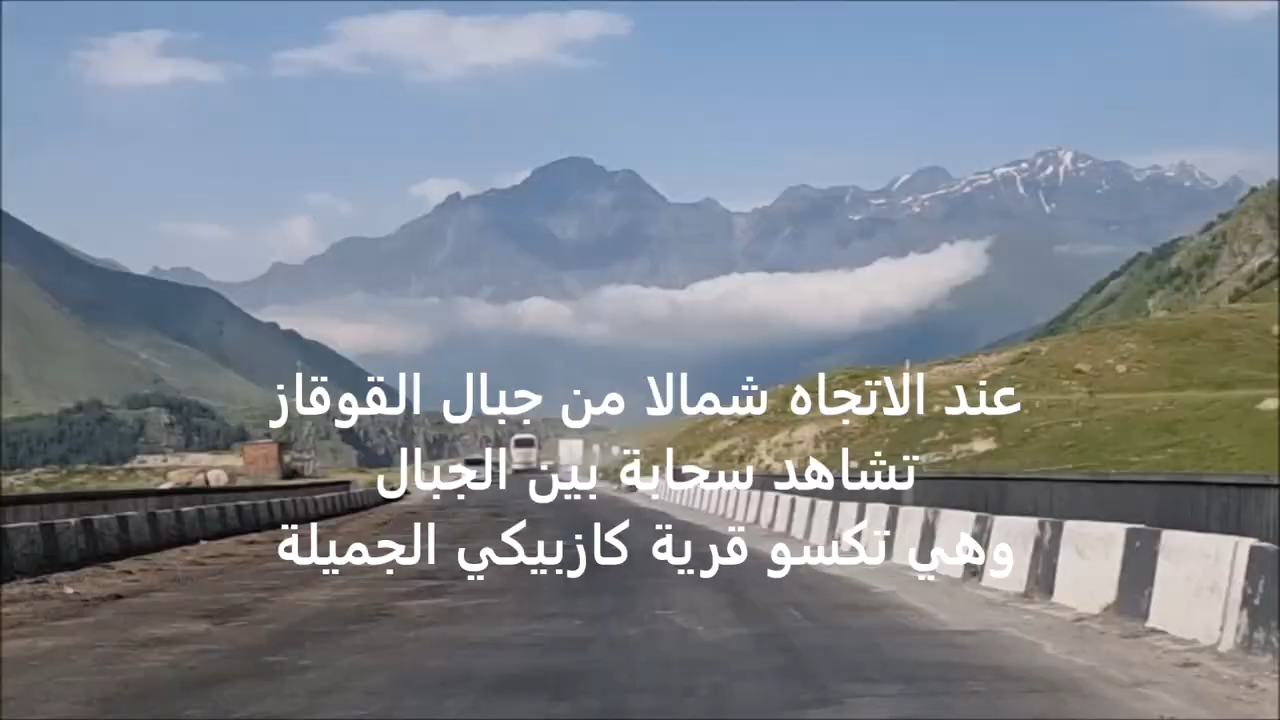 عند الاتجاه شمالا من جبال القوقاز
تشاهد سحابة بين الجبال
وهي تكسو قرية كازبيكي الجميلة